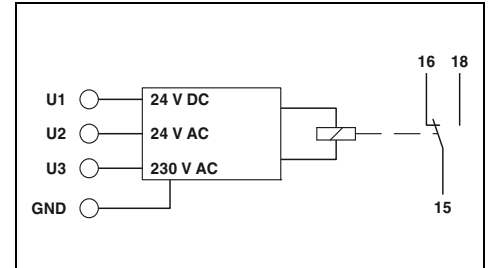 16 18
U1 24 V DC
U2 24 V AC
U3 230 V AC
GND
15